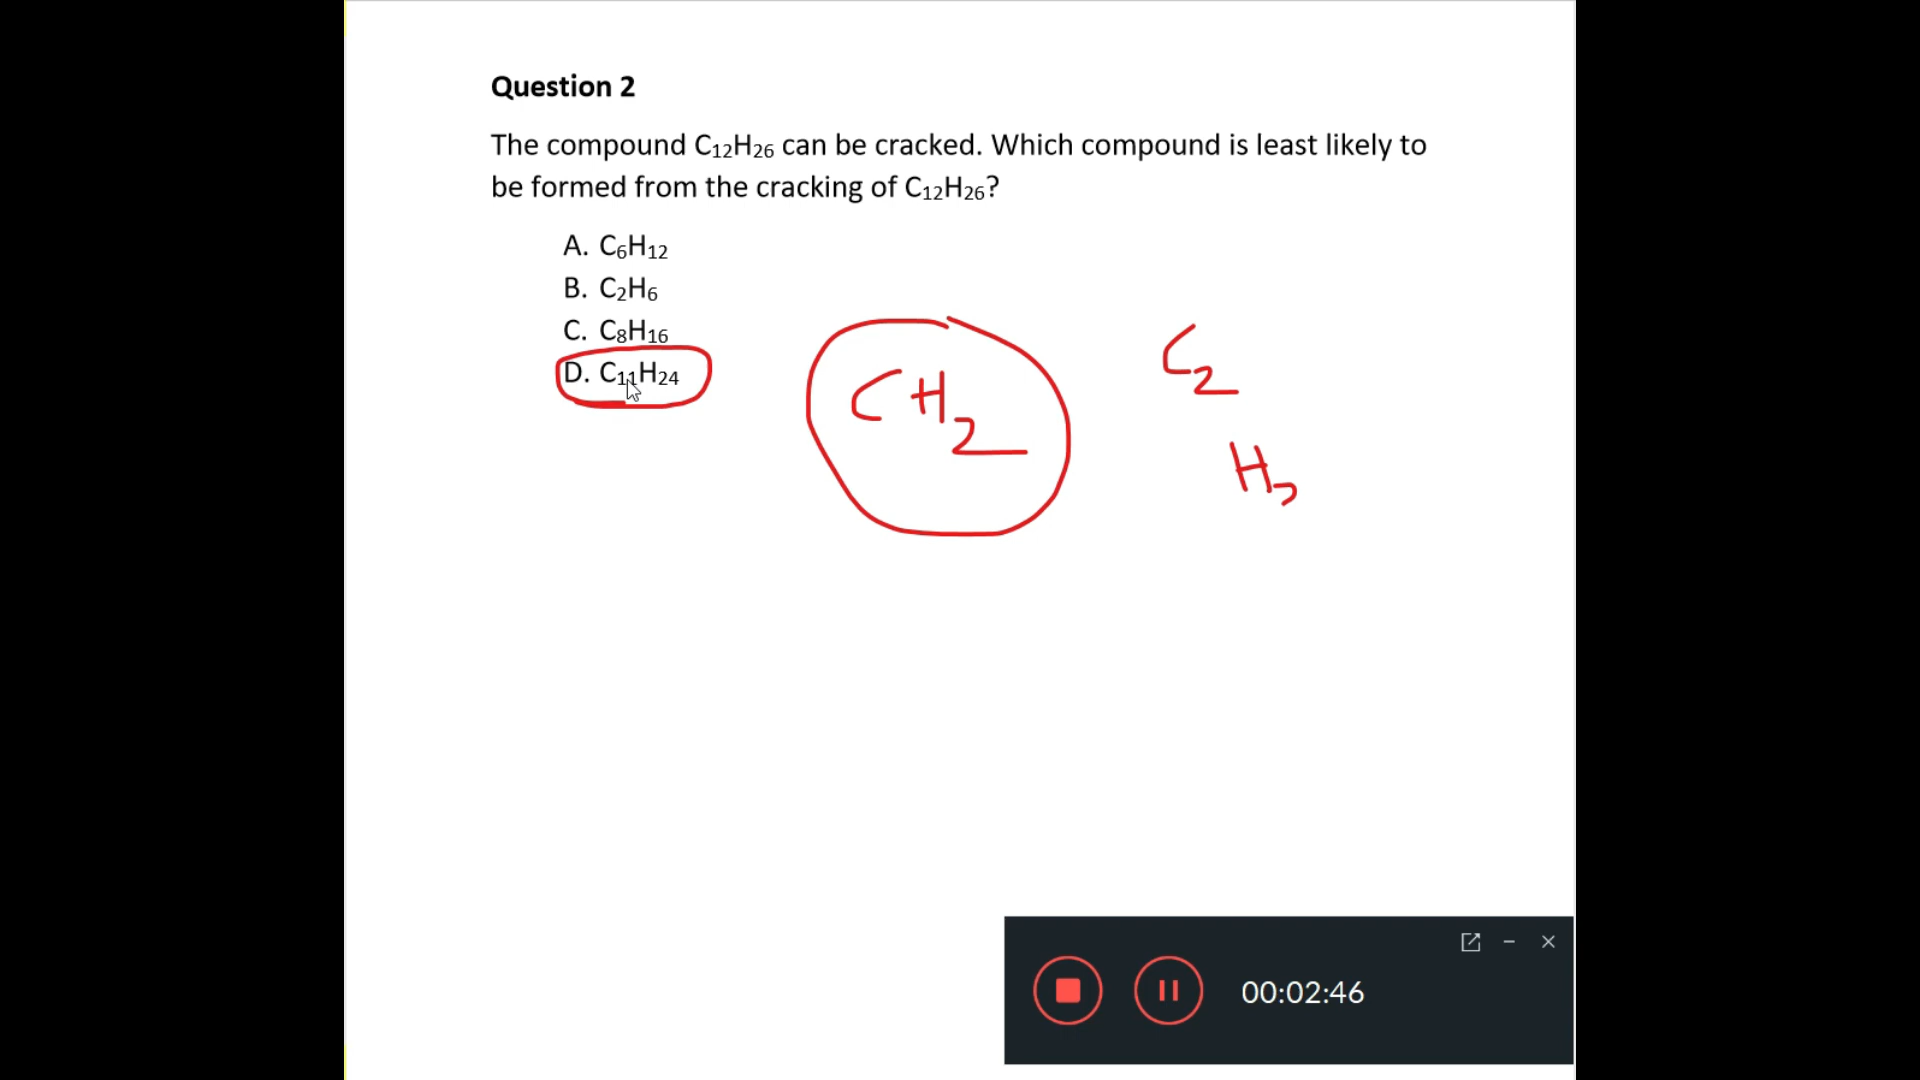 Question 2
The compound C₁₂H₂₆ can be cracked. Which compound is least likely to
be formed from the cracking of C₁₂H₂₆?
A. C₆H₁₂
B. C₂H₆
C. C₈H₁₆
D. C₁₁H₂₄
CH₂
C₂
H₂
00:02:46